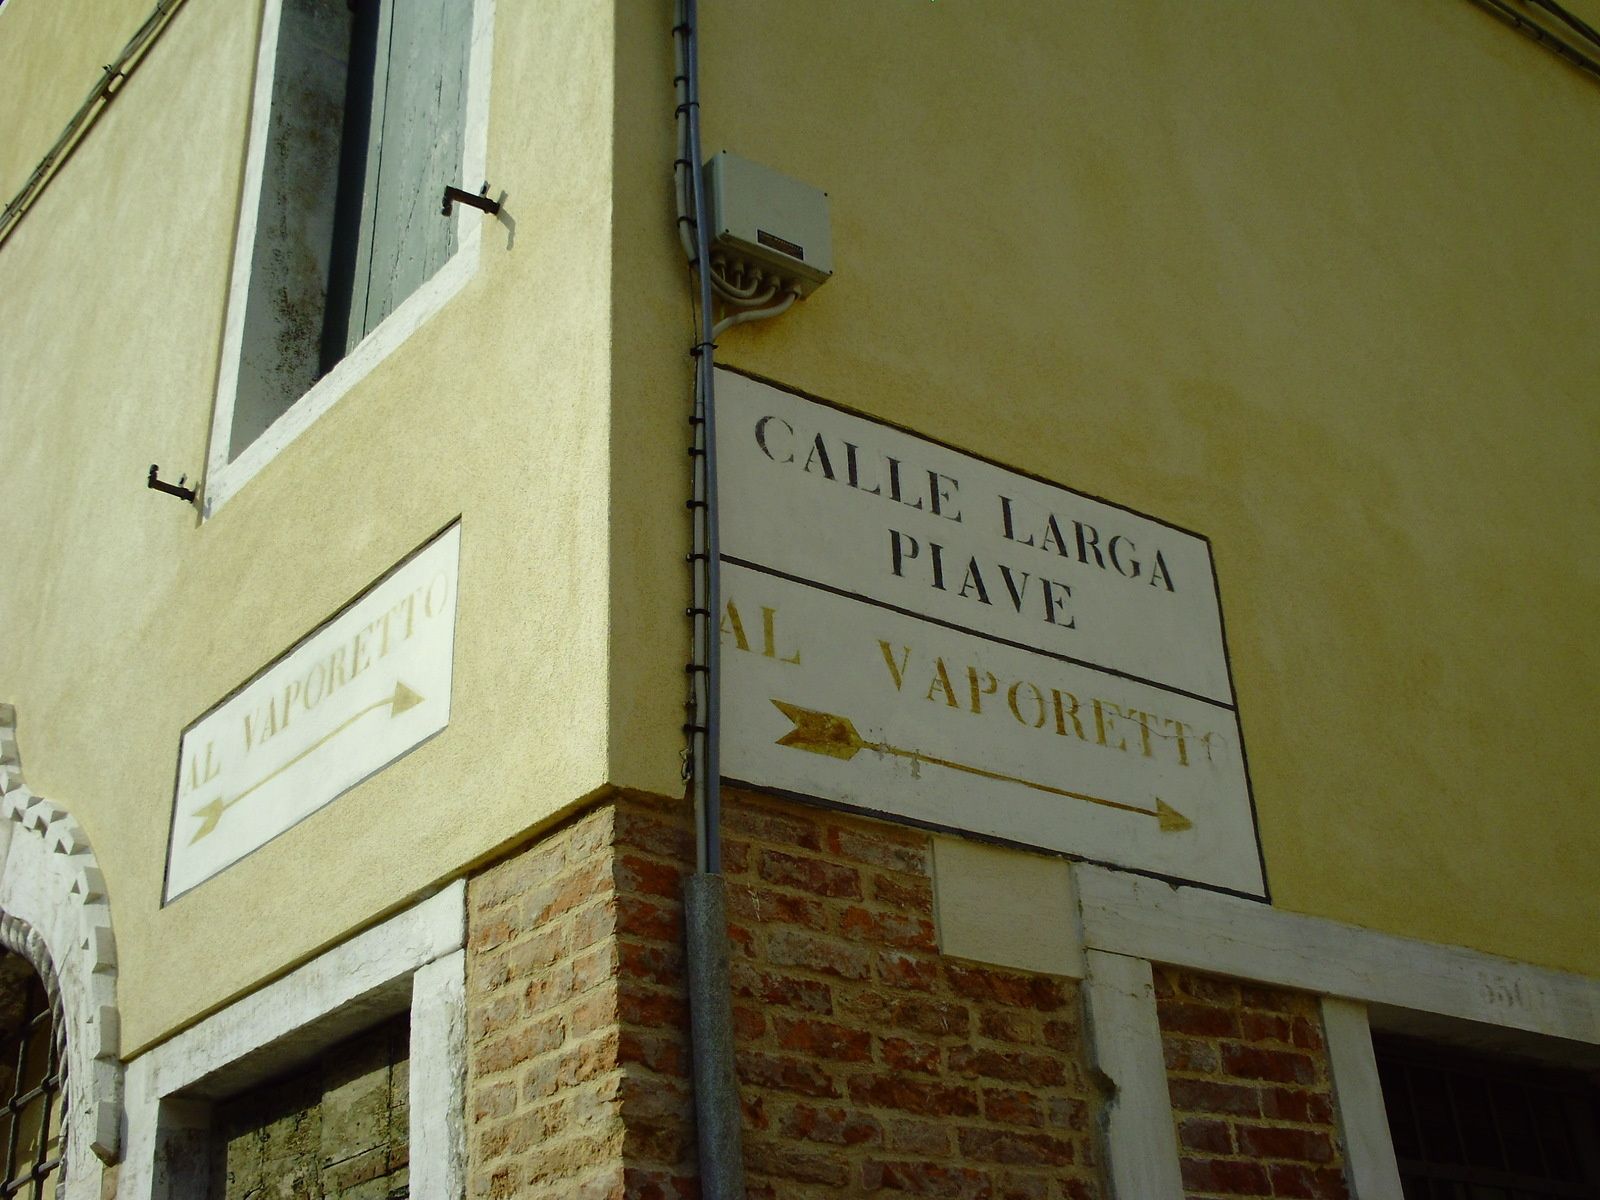 AL VAPORETTO
CALLE LARGA
PIAVE
AL VAPORETTO